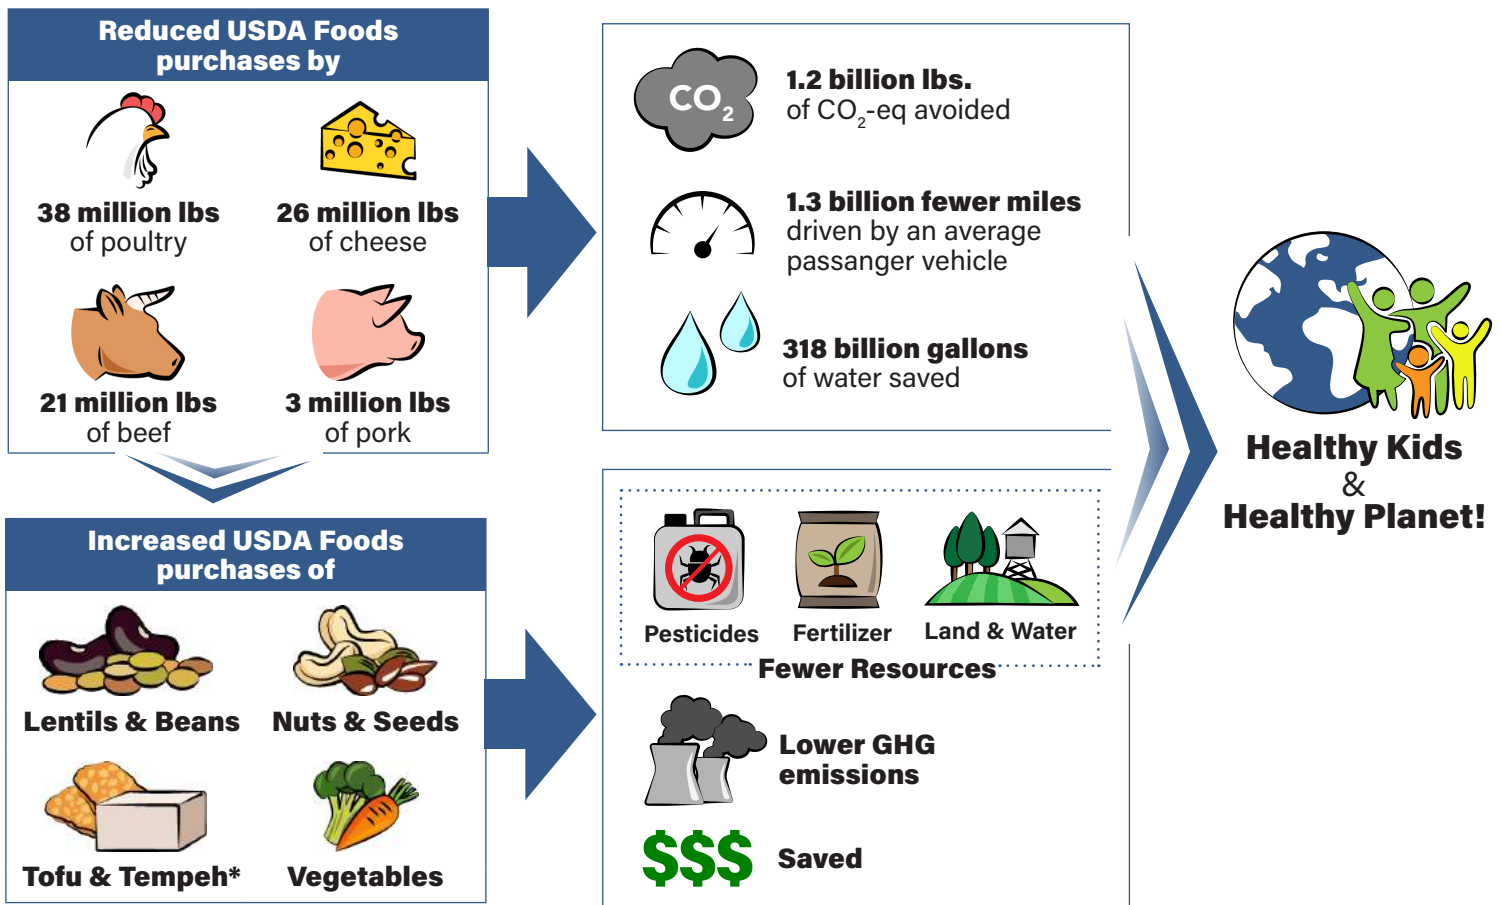 Reduced USDA Foods
purchases by
38 million lbs
of poultry
26 million lbs
of cheese
21 million lbs
of beef
3 million lbs
of pork
Increased USDA Foods
purchases of
Lentils & Beans
Nuts & Seeds
Tofu & Tempeh*
Vegetables
CO2
1.2 billion lbs.
of CO2-eq avoided
1.3 billion fewer miles
driven by an average
passanger vehicle
318 billion gallons
of water saved
Pesticides
Fertilizer
Land & Water
Fewer Resources
Lower GHG
emissions
$$$ Saved
Healthy Kids
&
Healthy Planet!